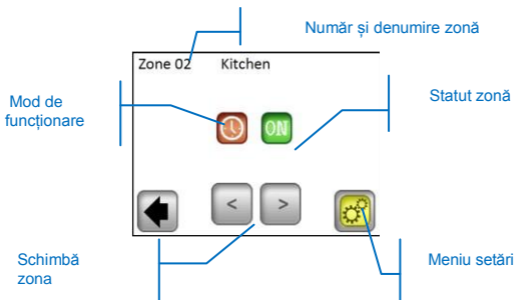 Număr și denumire zonă
Zone 02 Kitchen
Mod de
funcționare
ON
Statut zonă
< >
Schimbă
zona
Meniu setări